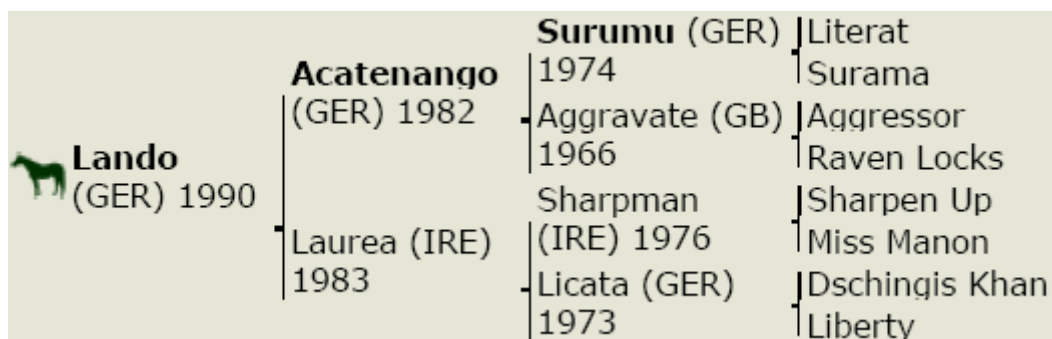 Lando
(GER) 1990
Acatenango
(GER) 1982
Laurea (IRE)
1983
Surumu (GER)
1974
Aggravate (GB)
1966
Sharpman
(IRE) 1976
Licata (GER)
1973
Literat
Surama
Aggressor
Raven Locks
Sharpen Up
Miss Manon
Dschingis Khan
Liberty